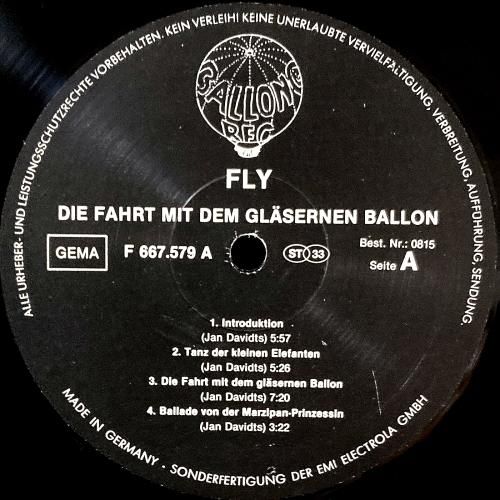 ALLE URHEBER- UND LEISTUNGSSCHUTZRECHTE VORBEHALTEN. KEIN VERLEIH! KEINE UNERLAUBTE VERVIELFÄLTIGUNG, VERBREITUNG, AUFFÜHRUNG, SENDUNG.
GALLONG
REC
FLY
DIE FAHRT MIT DEM GLÄSERNEN BALLON
GEMA
F 667.579 A
ST 33
Best. Nr.: 0815
Seite A
1. Introduktion
(Jan Davidts) 5:57
2. Tanz der kleinen Elefanten
(Jan Davidts) 5:26
3. Die Fahrt mit dem gläsernen Ballon
(Jan Davidts) 7:20
4. Ballade von der Marzipan-Prinzessin
(Jan Davidts) 3:22
MADE IN GERMANY - SONDERFERTIGUNG DER EMI ELECTROLA GMBH